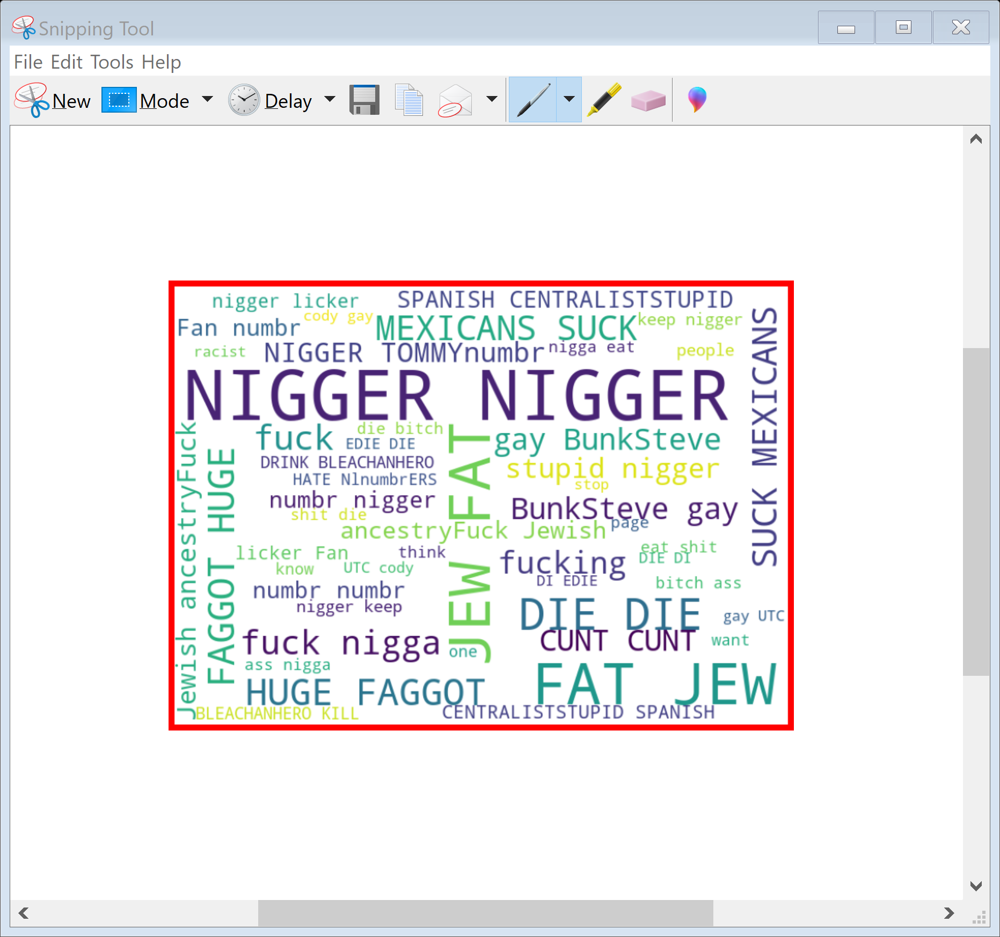 Snipping Tool
File Edit Tools Help
New Mode Delay
nigger licker
SPANISH CENTRALISTSTUPID
cody gay
Fan numbr
MEXICANS SUCK
keep nigger
racist
NIGGER TOMMYnumbr
nigga eat
people
SUCK MEXICANS
NIGGER NIGGER
fuck
die bitch
EDIE DIE
gay BunkSteve
DRINK BLEACHANHERO
stupid nigger
HATE NlnumbrERS
stop
numbr nigger
BunkSteve gay
shit die
page
ancestryFuck Jewish
JEW FAT
Jewish ancestryFuck
FAGGOT HUGE
licker Fan
think
eat shit
know
UTC cody
fucking
DIE DI
DI EDIE
bitch ass
numbr numbr
nigger keep
DIE DIE
gay UTC
fuck nigga
CUNT CUNT
want
one
ass nigga
HUGE FAGGOT
FAT JEW
BLEACHANHERO KILL
CENTRALISTSTUPID SPANISH